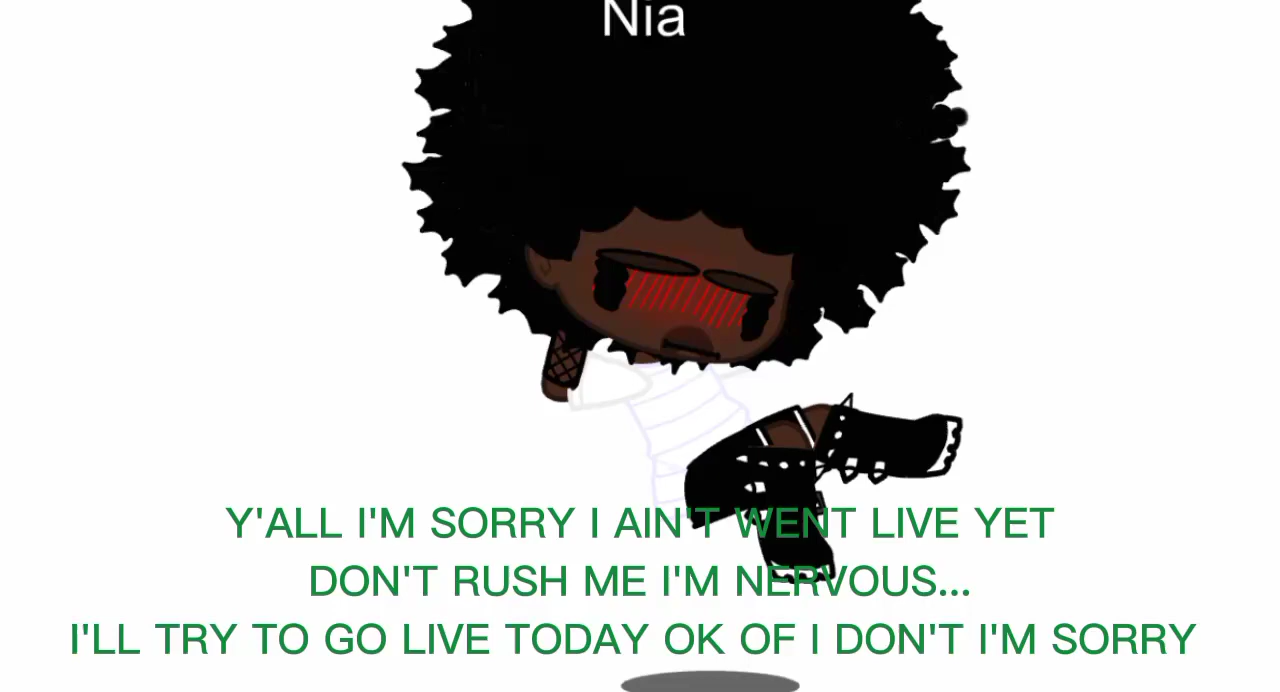 Nia
Y'ALL I'M SORRY I AIN'T WENT LIVE YET
DON'T RUSH ME I'M NERVOUS...
I'LL TRY TO GO LIVE TODAY OK OF I DON'T I'M SORRY